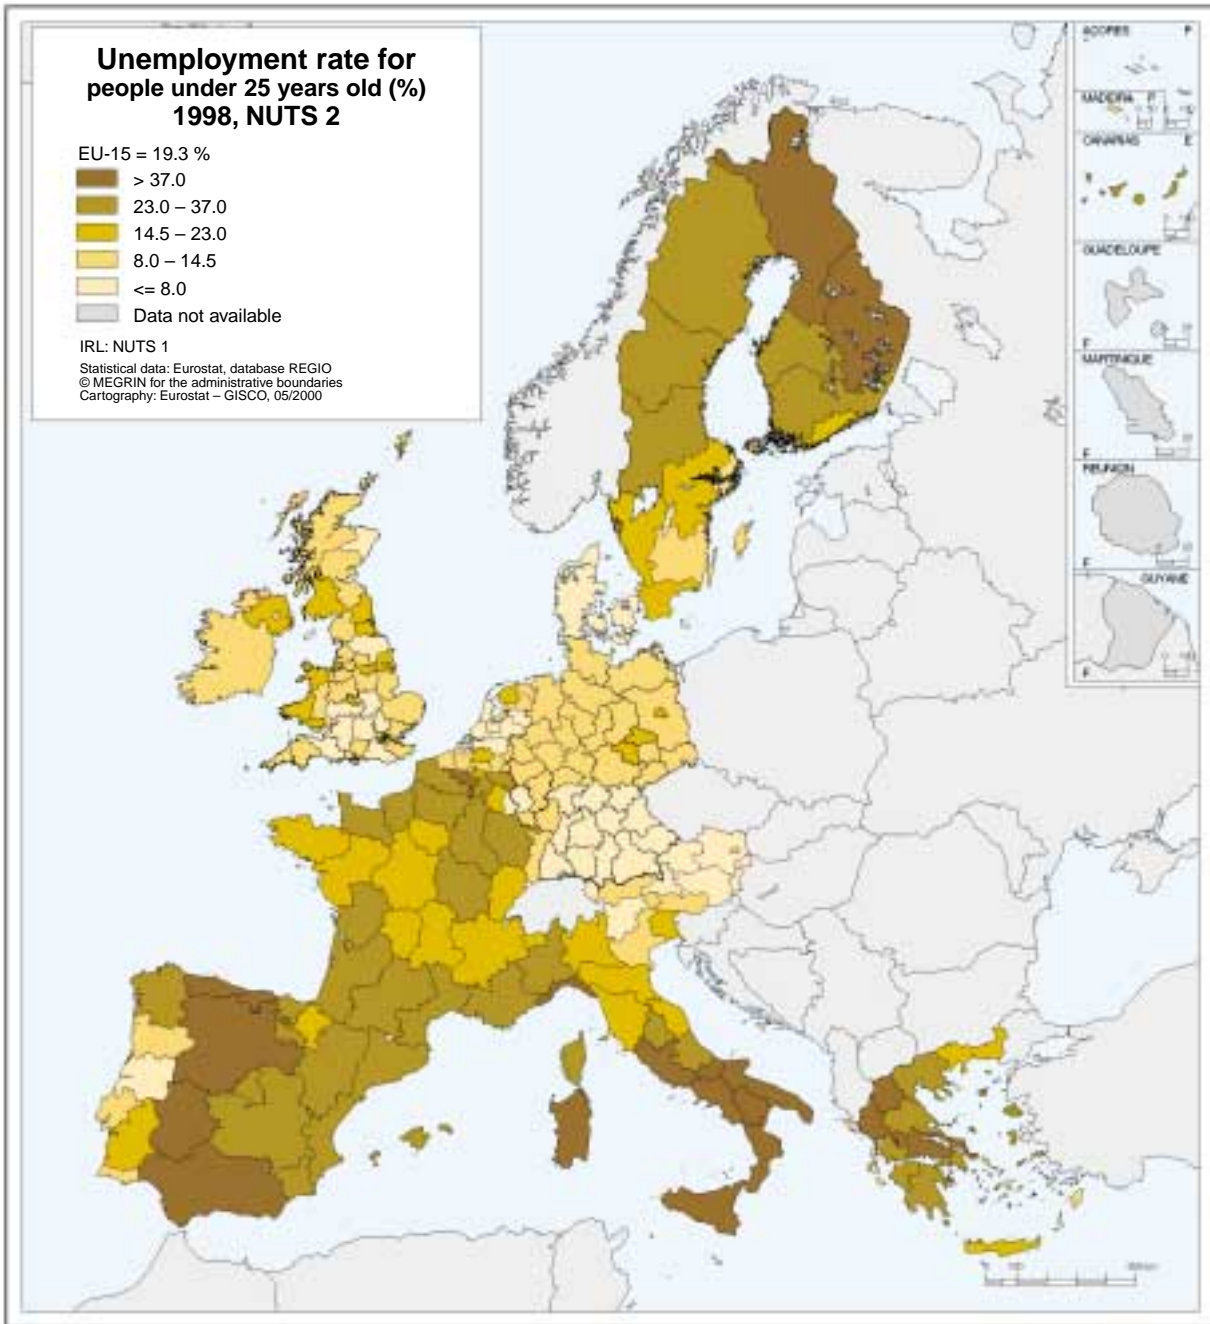 Unemployment rate for
people under 25 years old (%)
1998, NUTS 2
EU-15 = 19.3 %
> 37.0
23.0 – 37.0
14.5 – 23.0
8.0 – 14.5
<= 8.0
Data not available
IRL: NUTS 1
Statistical data: Eurostat, database REGIO
© MEGRIN for the administrative boundaries
Cartography: Eurostat – GISCO, 05/2000
ACORES P
MADEIRA P
CANARIAS E
GUADELOUPE
F
MARTINIQUE
F
REUNION
F
GUYANE
F